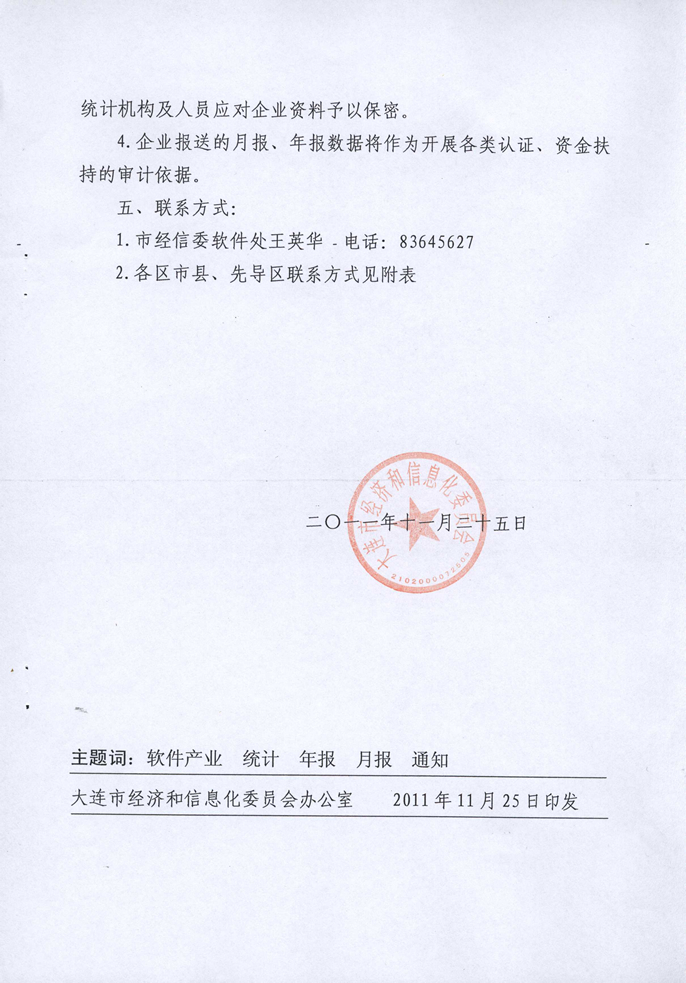 统计机构及人员应对企业资料予以保密。
4.企业报送的月报、年报数据将作为开展各类认证、资金扶
持的审计依据。
五、联系方式：
1.市经信委软件处王英华 - 电话：83645627
2.各区市县、先导区联系方式见附表
大连市经济和信息化委员会
二〇一一年十一月二十五日
2102000072505
主题词：软件产业 统计 年报 月报 通知
大连市经济和信息化委员会办公室 2011年11月25日印发